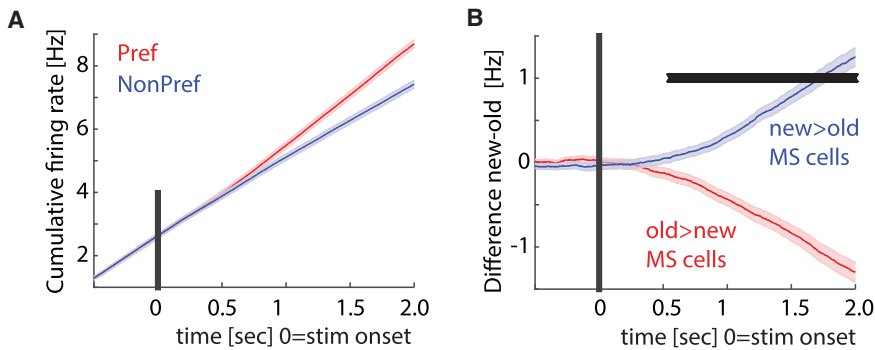 A
Cumulative firing rate [Hz]
8
6
4
2
Pref
NonPref
0
0.5
1
1.5
2.0
time [sec] 0=stim onset
B
Difference new-old [Hz]
1
0
-1
new>old
MS cells
old>new
MS cells
0
0.5
1.0
1.5
2.0
time [sec] 0=stim onset